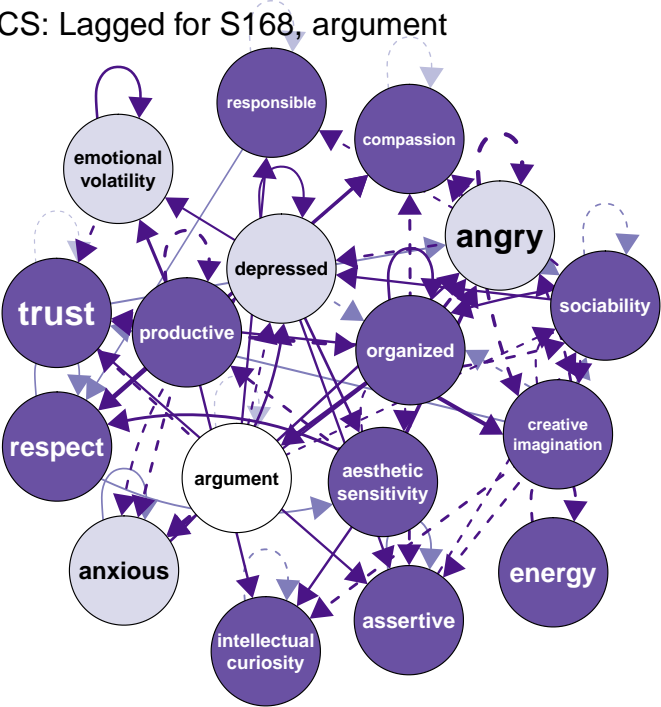 CS: Lagged for S168, argument
responsible
compassion
emotional
volatility
angry
depressed
sociability
trust
productive
organized
creative
imagination
respect
argument
aesthetic
sensitivity
anxious
energy
assertive
intellectual
curiosity